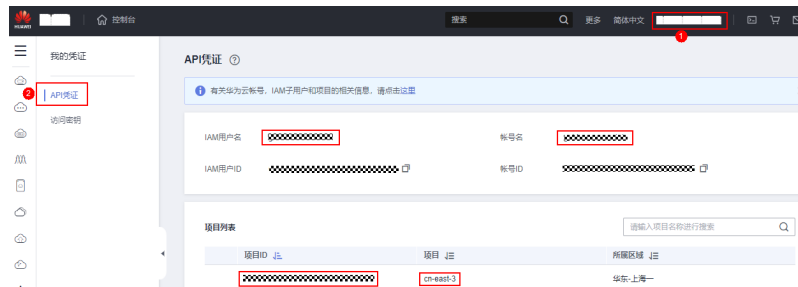 HUAWEI
控制台
搜索
更多
简体中文
1
我的凭证
2
API凭证
访问密钥
API凭证
有关华为云帐号、IAM子用户和项目的相关信息，请点击这里
IAM用户名
帐号名
IAM用户ID
帐号ID
项目列表
请输入项目名称进行搜索
项目ID
项目
所属区域
cn-east-3
华东-上海一